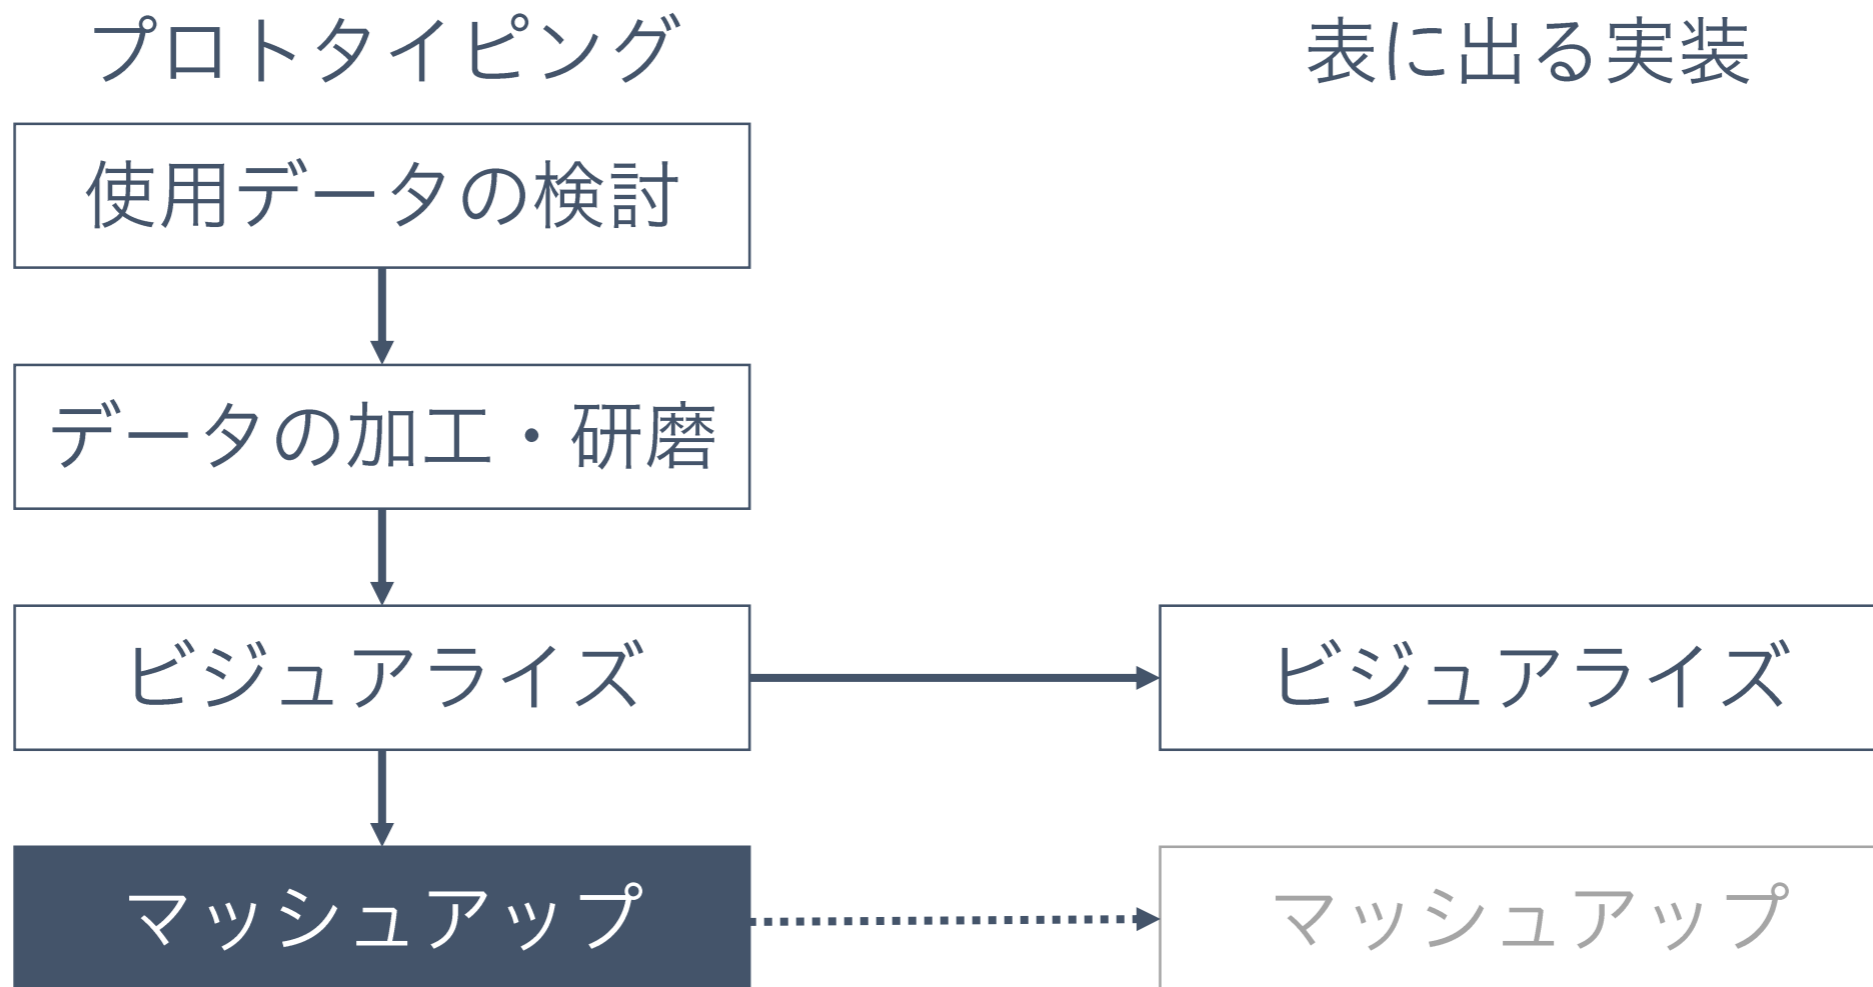 プロトタイピング
表に出る実装
使用データの検討
データの加工・研磨
ビジュアライズ
ビジュアライズ
マッシュアップ
マッシュアップ